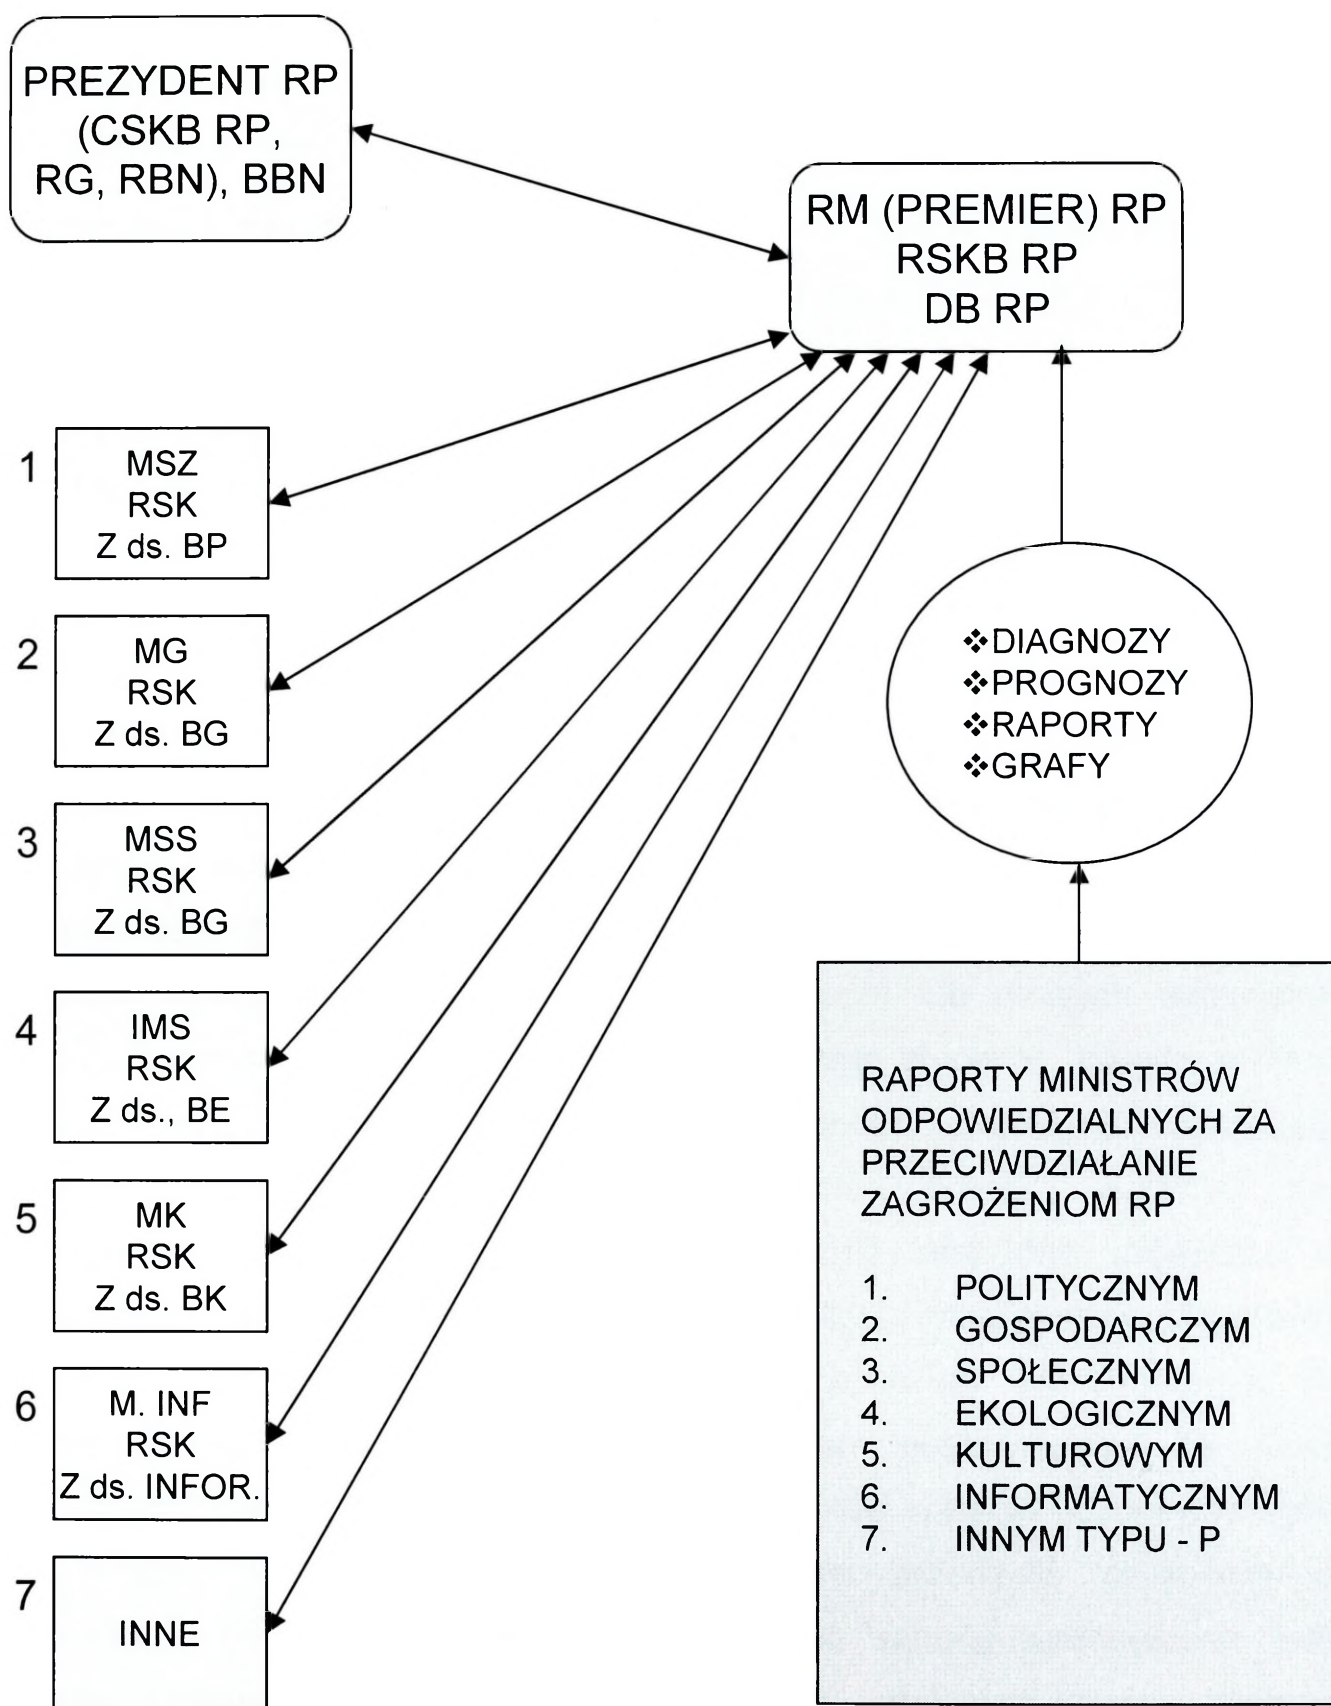 PREZYDENT RP
(CSKB RP,
RG, RBN), BBN
RM (PREMIER) RP
RSKB RP
DB RP
1
MSZ
RSK
Z ds. BP
2
MG
RSK
Z ds. BG
3
MSS
RSK
Z ds. BG
4
IMS
RSK
Z ds., BE
5
MK
RSK
Z ds. BK
6
M. INF
RSK
Z ds. INFOR.
7
INNE
❖DIAGNOZY
❖PROGNOZY
❖RAPORTY
❖GRAFY
RAPORTY MINISTRÓW
ODPOWIEDZIALNYCH ZA
PRZECIWDZIAŁANIE
ZAGROŻENIOM RP
1. POLITYCZNYM
2. GOSPODARCZYM
3. SPOŁECZNYM
4. EKOLOGICZNYM
5. KULTUROWYM
6. INFORMATYCZNYM
7. INNYM TYPU - P